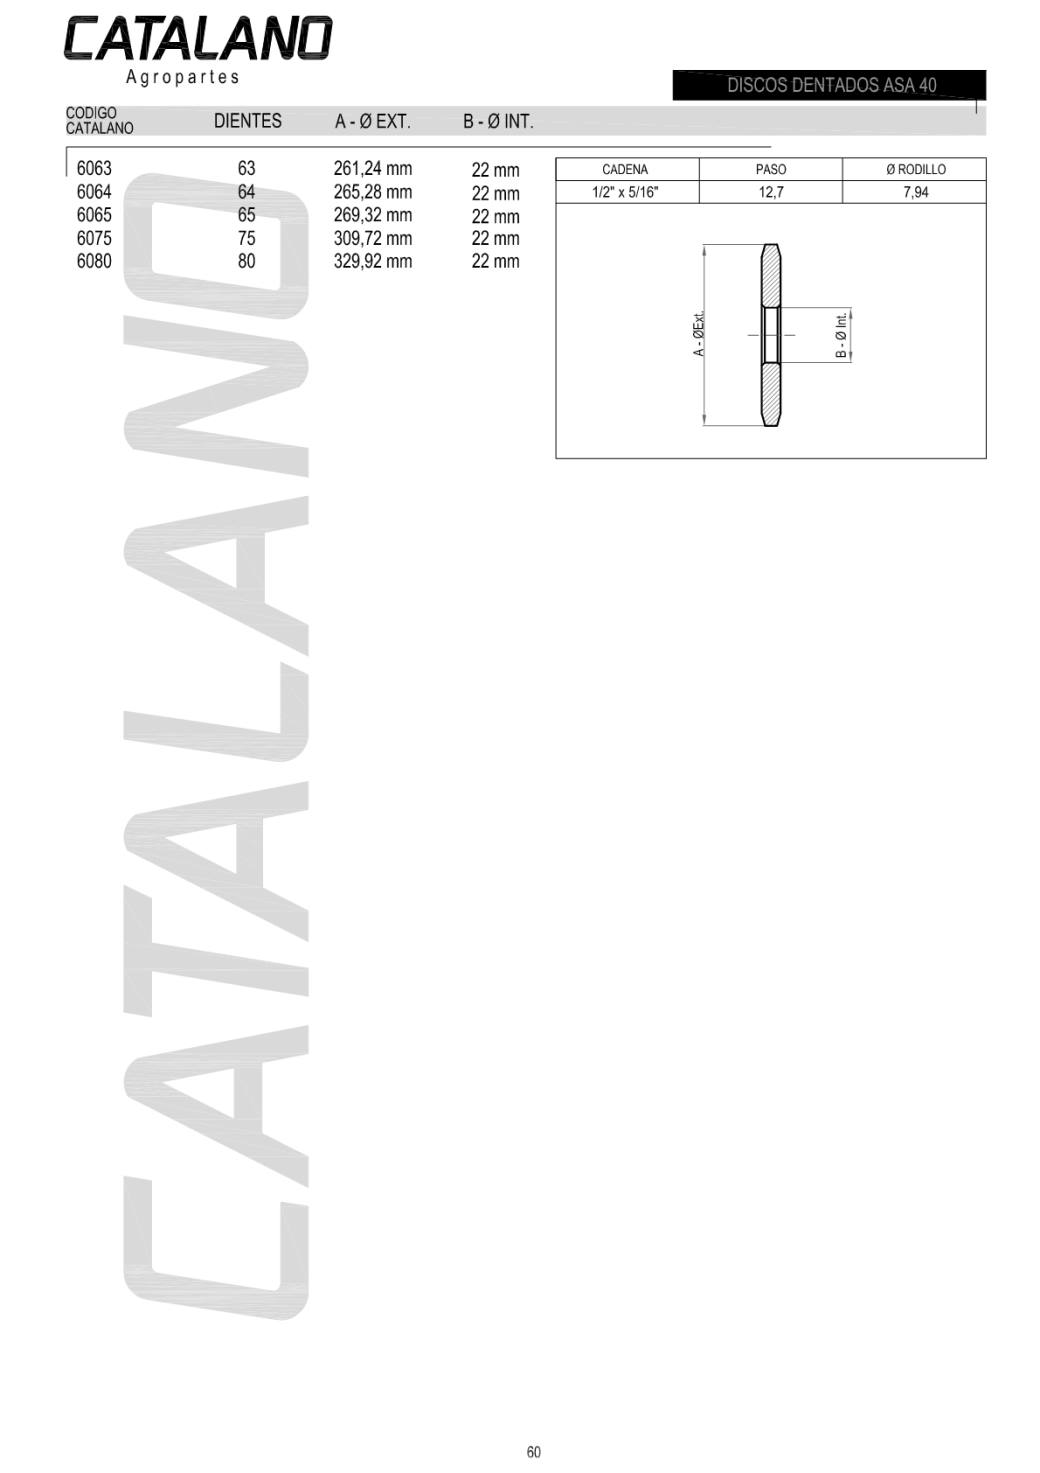 CATALANO
Agropartes
DISCOS DENTADOS ASA 40
CODIGO CATALANO DIENTES A - Ø EXT. B - Ø INT.
6063 63 261,24 mm 22 mm
6064 64 265,28 mm 22 mm
6065 65 269,32 mm 22 mm
6075 75 309,72 mm 22 mm
6080 80 329,92 mm 22 mm
CADENA PASO Ø RODILLO
1/2" x 5/16" 12,7 7,94
A - ØExt.
B - Ø Int.
CATALANO
60